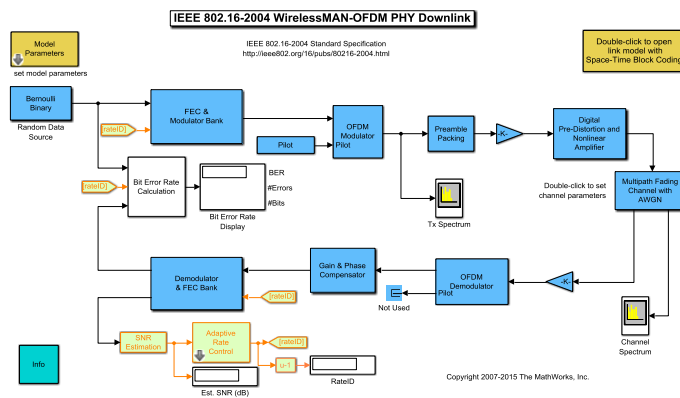 IEEE 802.16-2004 WirelessMAN-OFDM PHY Downlink
IEEE 802.16-2004 Standard Specification
http://ieee802.org/16/pubs/80216-2004.html
Model
Parameters
set model parameters
Double-click to open
link model with
Space-Time Block Coding
Bernoulli
Binary
Random Data
Source
FEC &
Modulator Bank
[rateID]
Pilot
OFDM
Modulator
Pilot
Preamble
Packing
-K-
Digital
Pre-Distortion and
Nonlinear
Amplifier
[rateID]
Bit Error Rate
Calculation
BER
#Errors
#Bits
Bit Error Rate
Display
Tx Spectrum
Double-click to set
channel parameters
Multipath Fading
Channel with
AWGN
Demodulator
& FEC Bank
[rateID]
Gain & Phase
Compensator
OFDM
Demodulator
Pilot
Not Used
-K-
Channel
Spectrum
SNR
Estimation
Adaptive
Rate
Control
[rateID]
u-1
RateID
Est. SNR (dB)
Info
Copyright 2007-2015 The MathWorks, Inc.